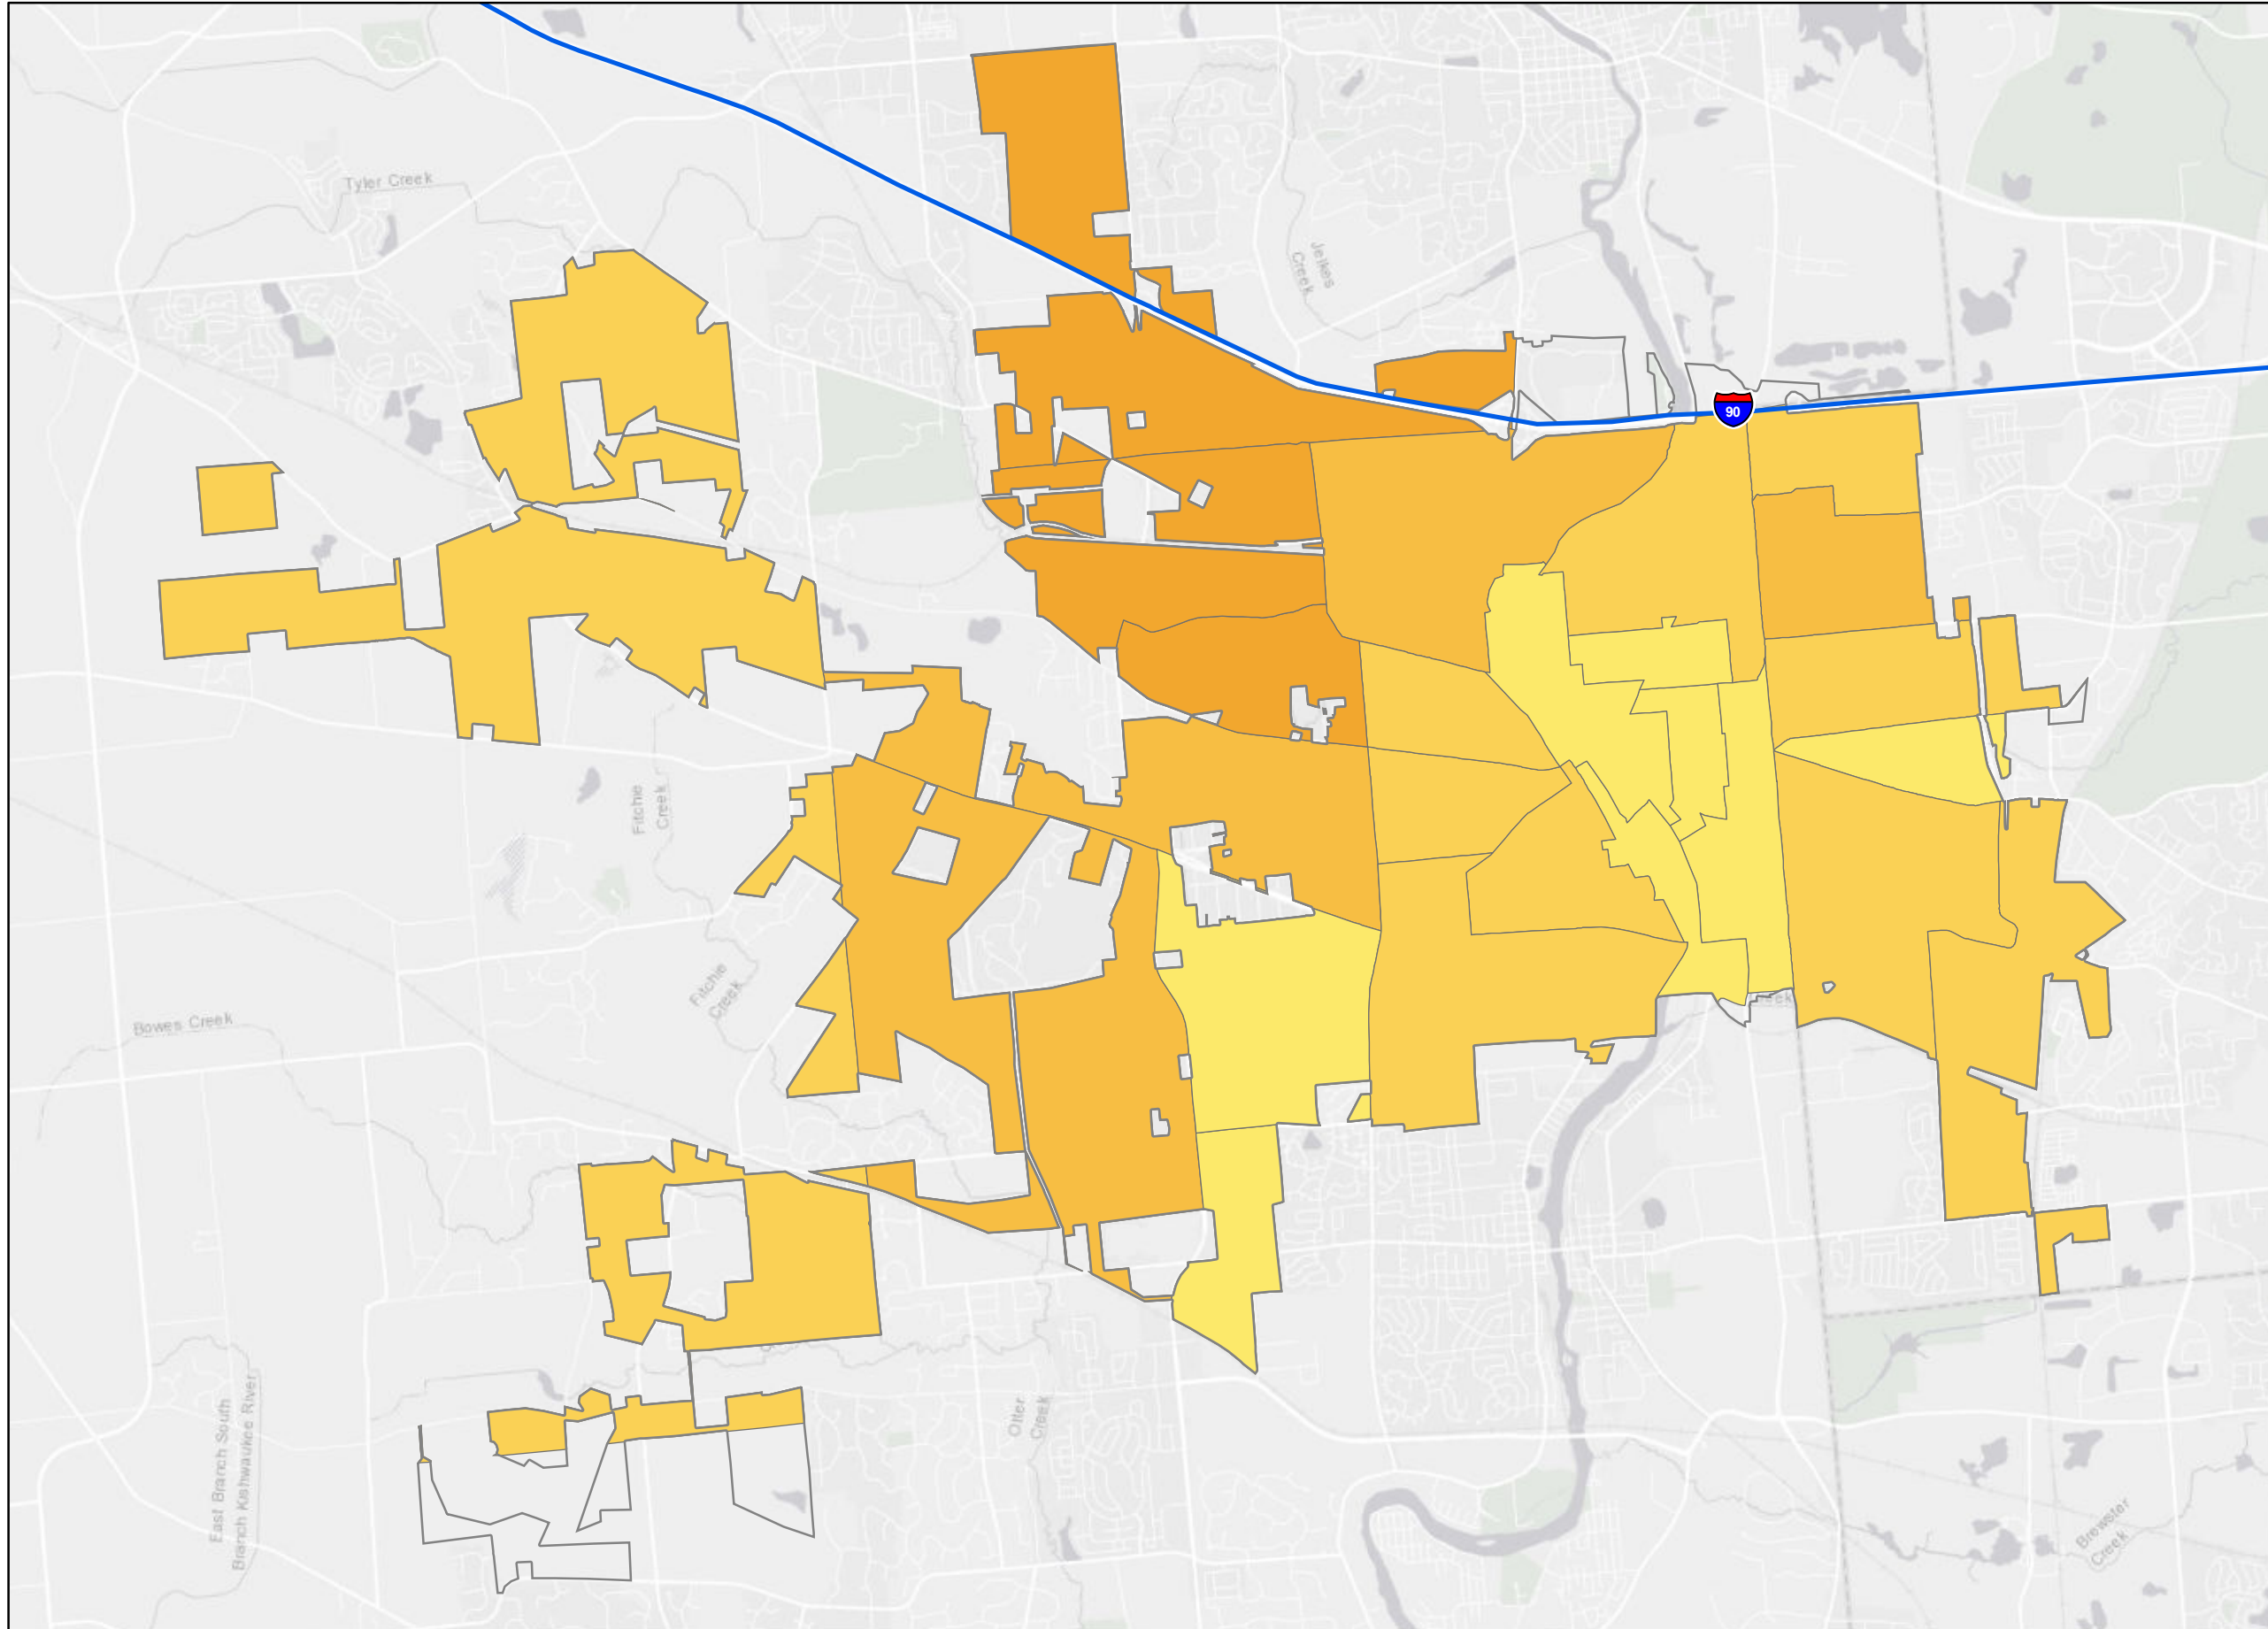 Tyler Creek
Jelkes
Creek
90
Fitchie
Creek
Fitchie
Creek
Bowes Creek
Creek
East Branch South
Branch Kishwaukee River
Otter
Creek
Brewster
Creek